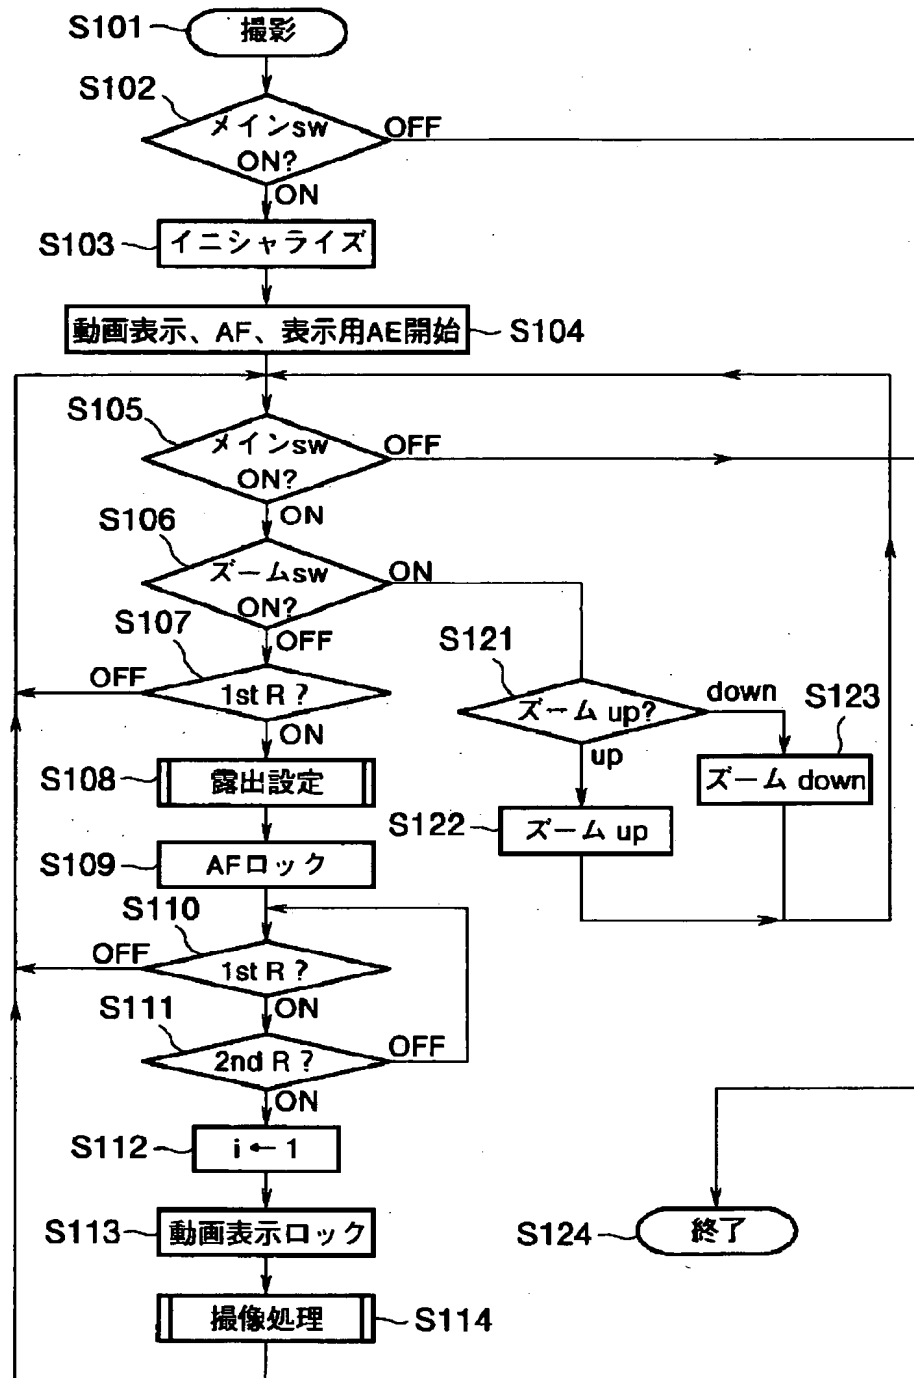 S101
撮影
S102
メインsw
ON?
OFF
ON
S103
イニシャライズ
動画表示、AF、表示用AE開始
S104
S105
メインsw
ON?
OFF
ON
S106
ズームsw
ON?
ON
OFF
S107
1st R ?
OFF
ON
S121
ズーム up?
down
up
S123
ズーム down
S122
ズーム up
S108
露出設定
S109
AFロック
S110
1st R ?
OFF
ON
S111
2nd R ?
OFF
ON
S112
i ← 1
S113
動画表示ロック
S124
終了
撮像処理
S114